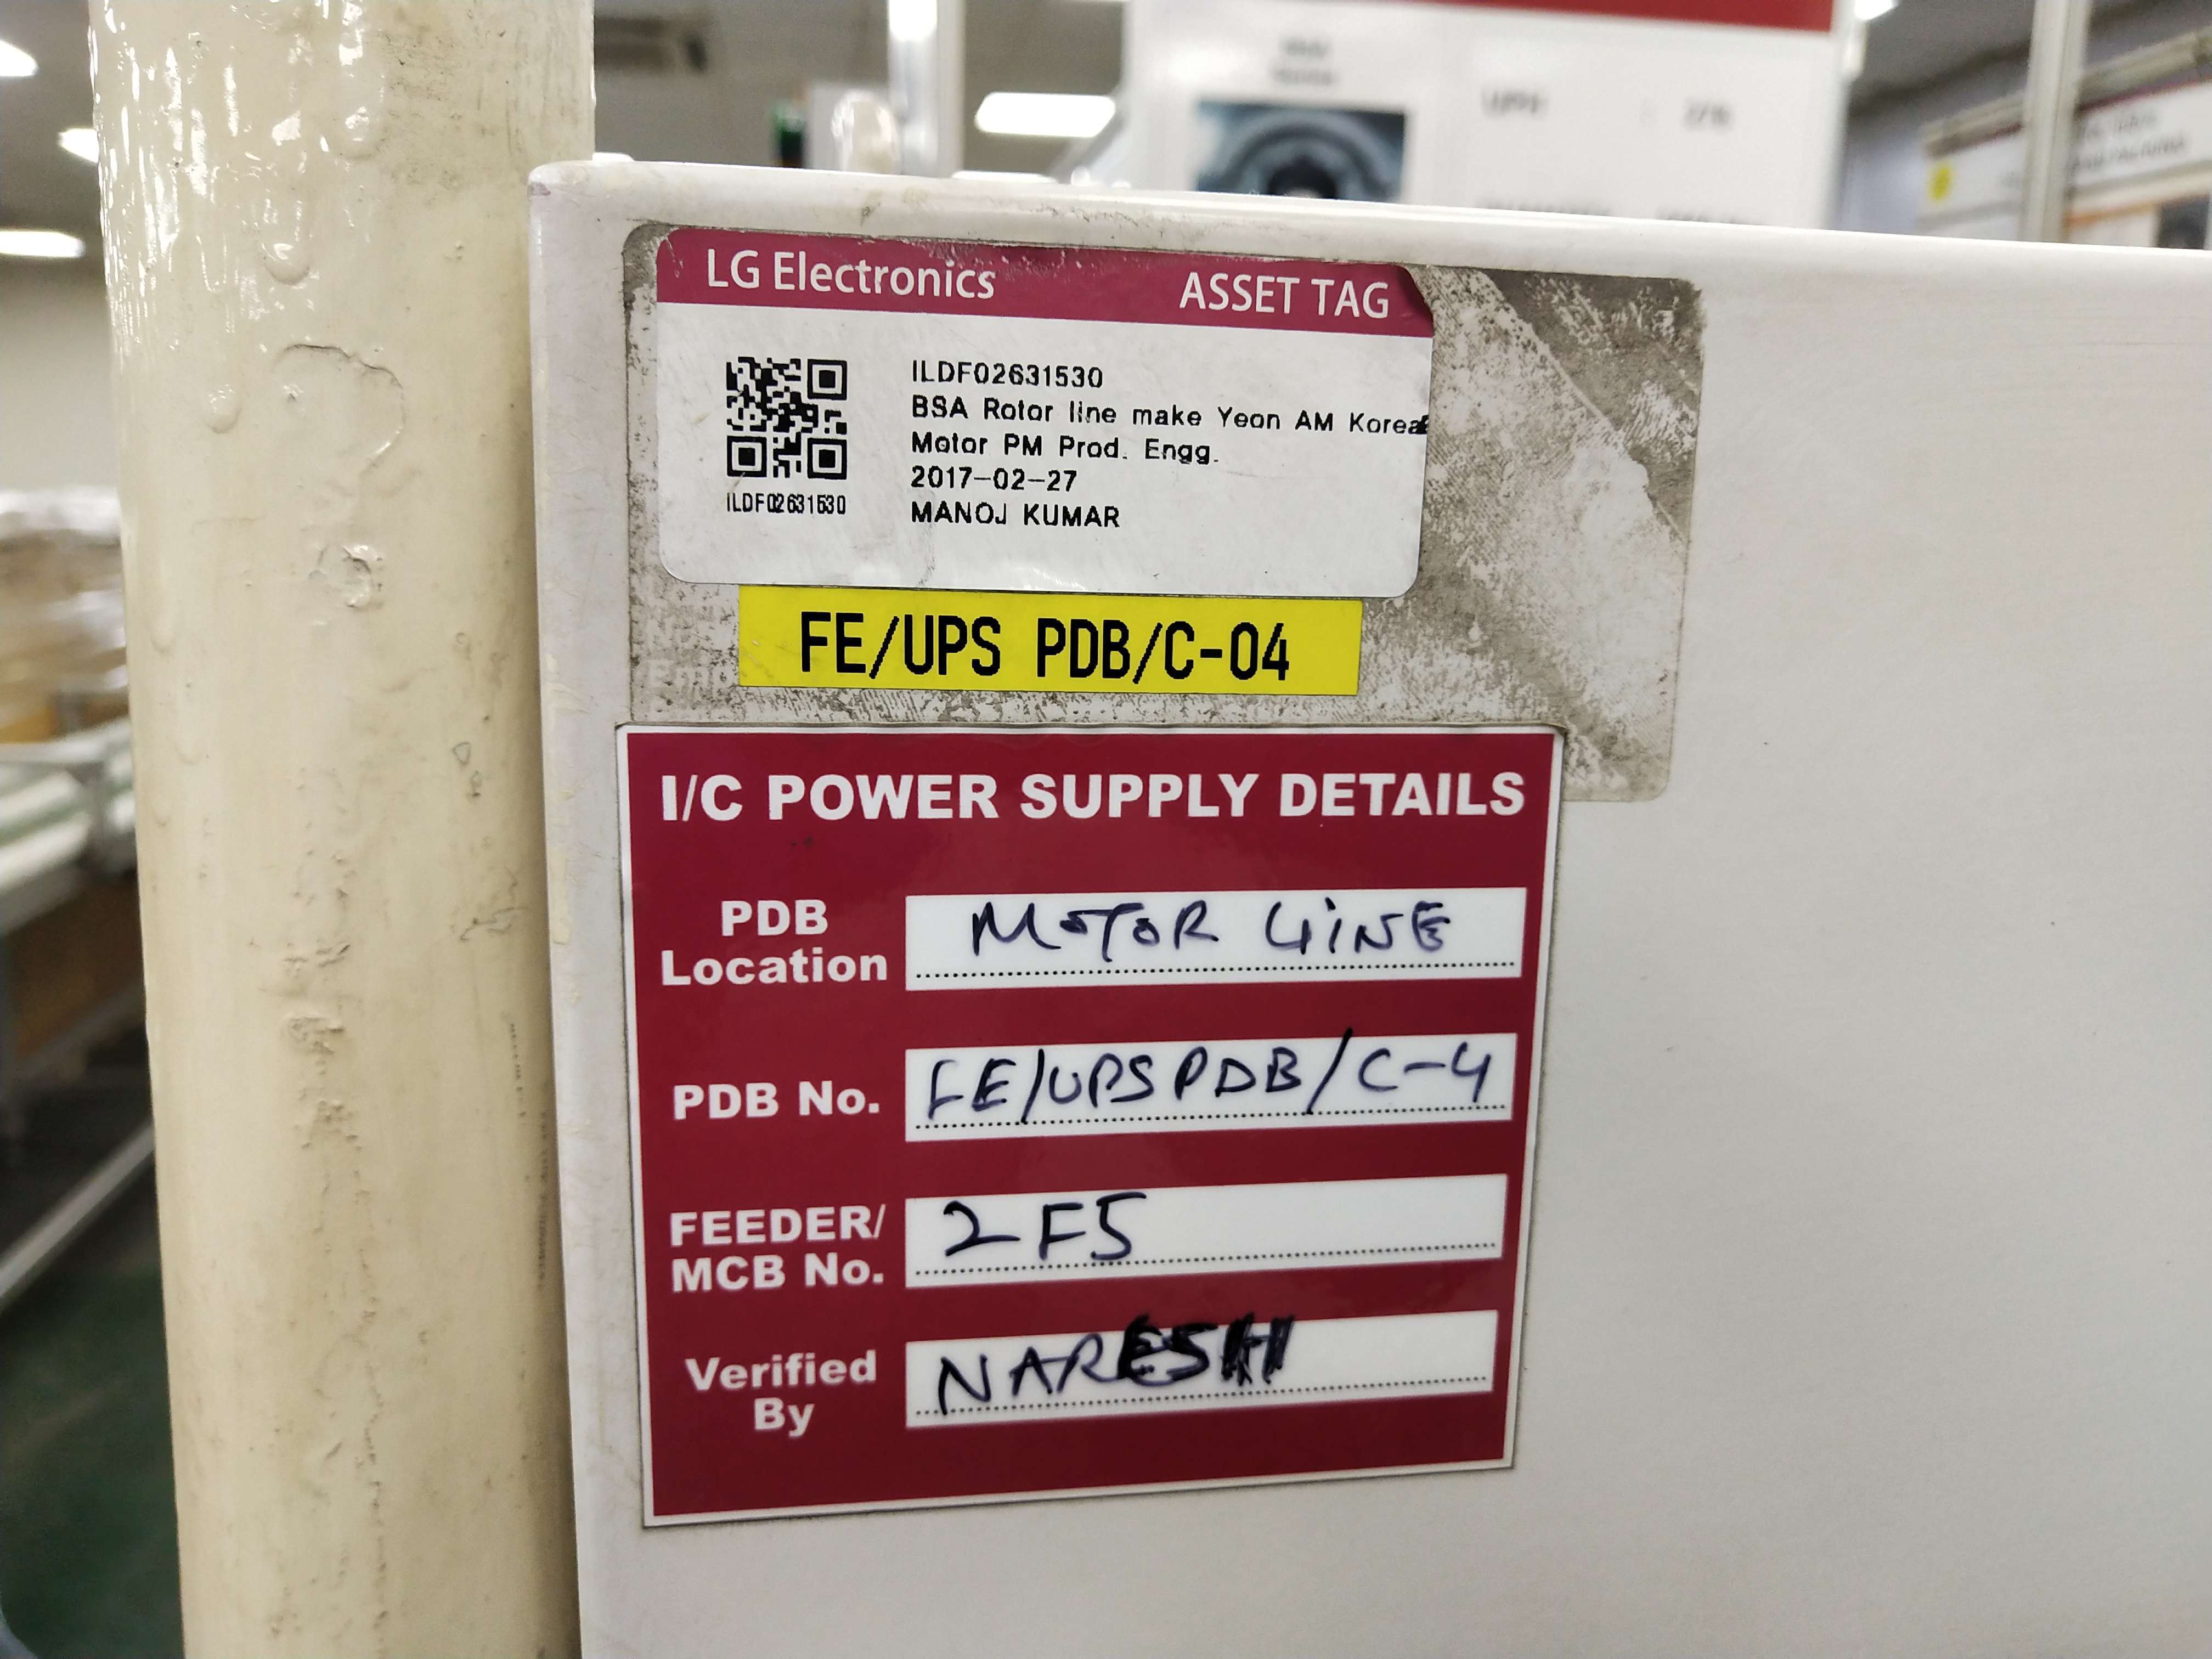 LG Electronics ASSET TAG
ILDF02631530
BSA Rotor line make Yeon AM Korea
Motor PM Prod. Engg.
2017-02-27
MANOJ KUMAR
ILDF02631530
FE/UPS PDB/C-04
I/C POWER SUPPLY DETAILS
PDB Location MOTOR LINE
PDB No. FE/UPS PDB/C-4
FEEDER/ MCB No. 2F5
Verified By NARESH